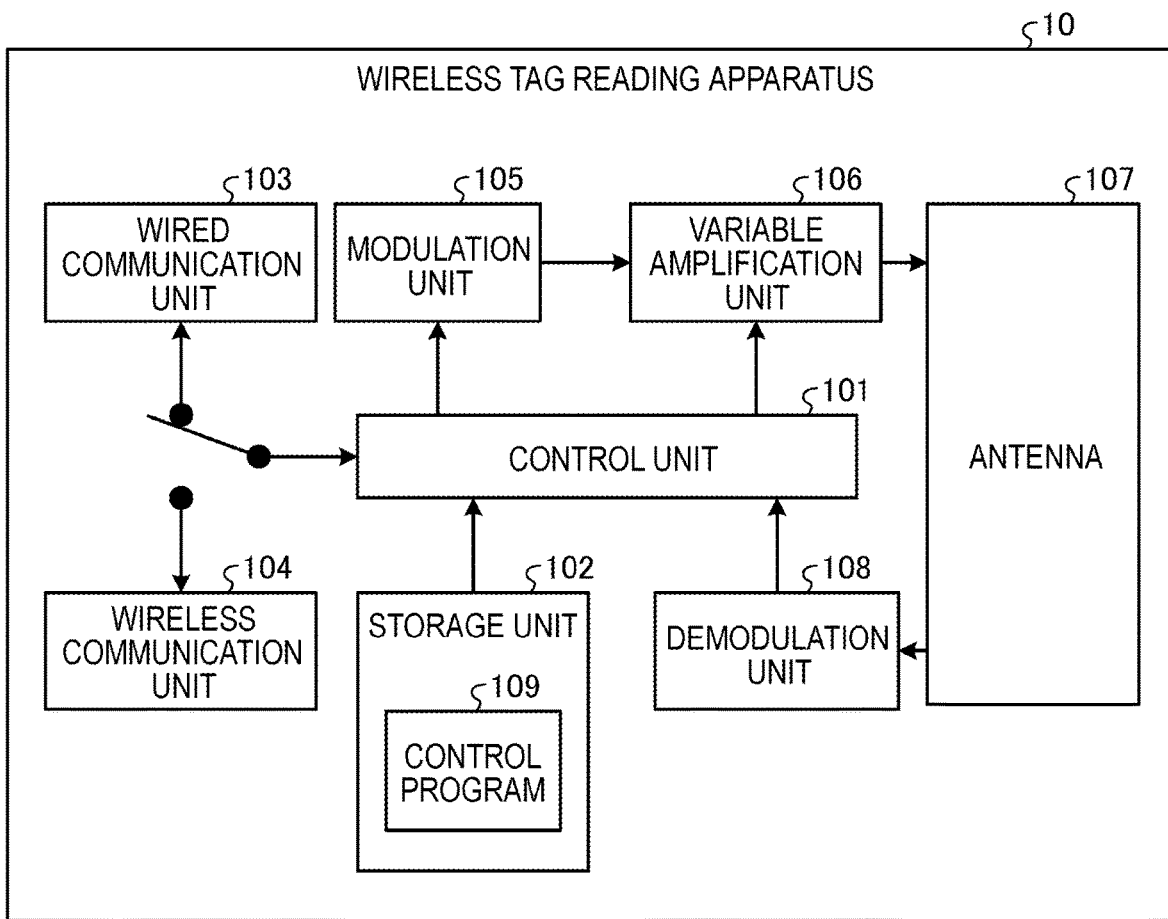 10
WIRELESS TAG READING APPARATUS
103
WIRED
COMMUNICATION
UNIT
105
MODULATION
UNIT
106
VARIABLE
AMPLIFICATION
UNIT
107
ANTENNA
101
CONTROL UNIT
104
WIRELESS
COMMUNICATION
UNIT
102
STORAGE UNIT
109
CONTROL
PROGRAM
108
DEMODULATION
UNIT